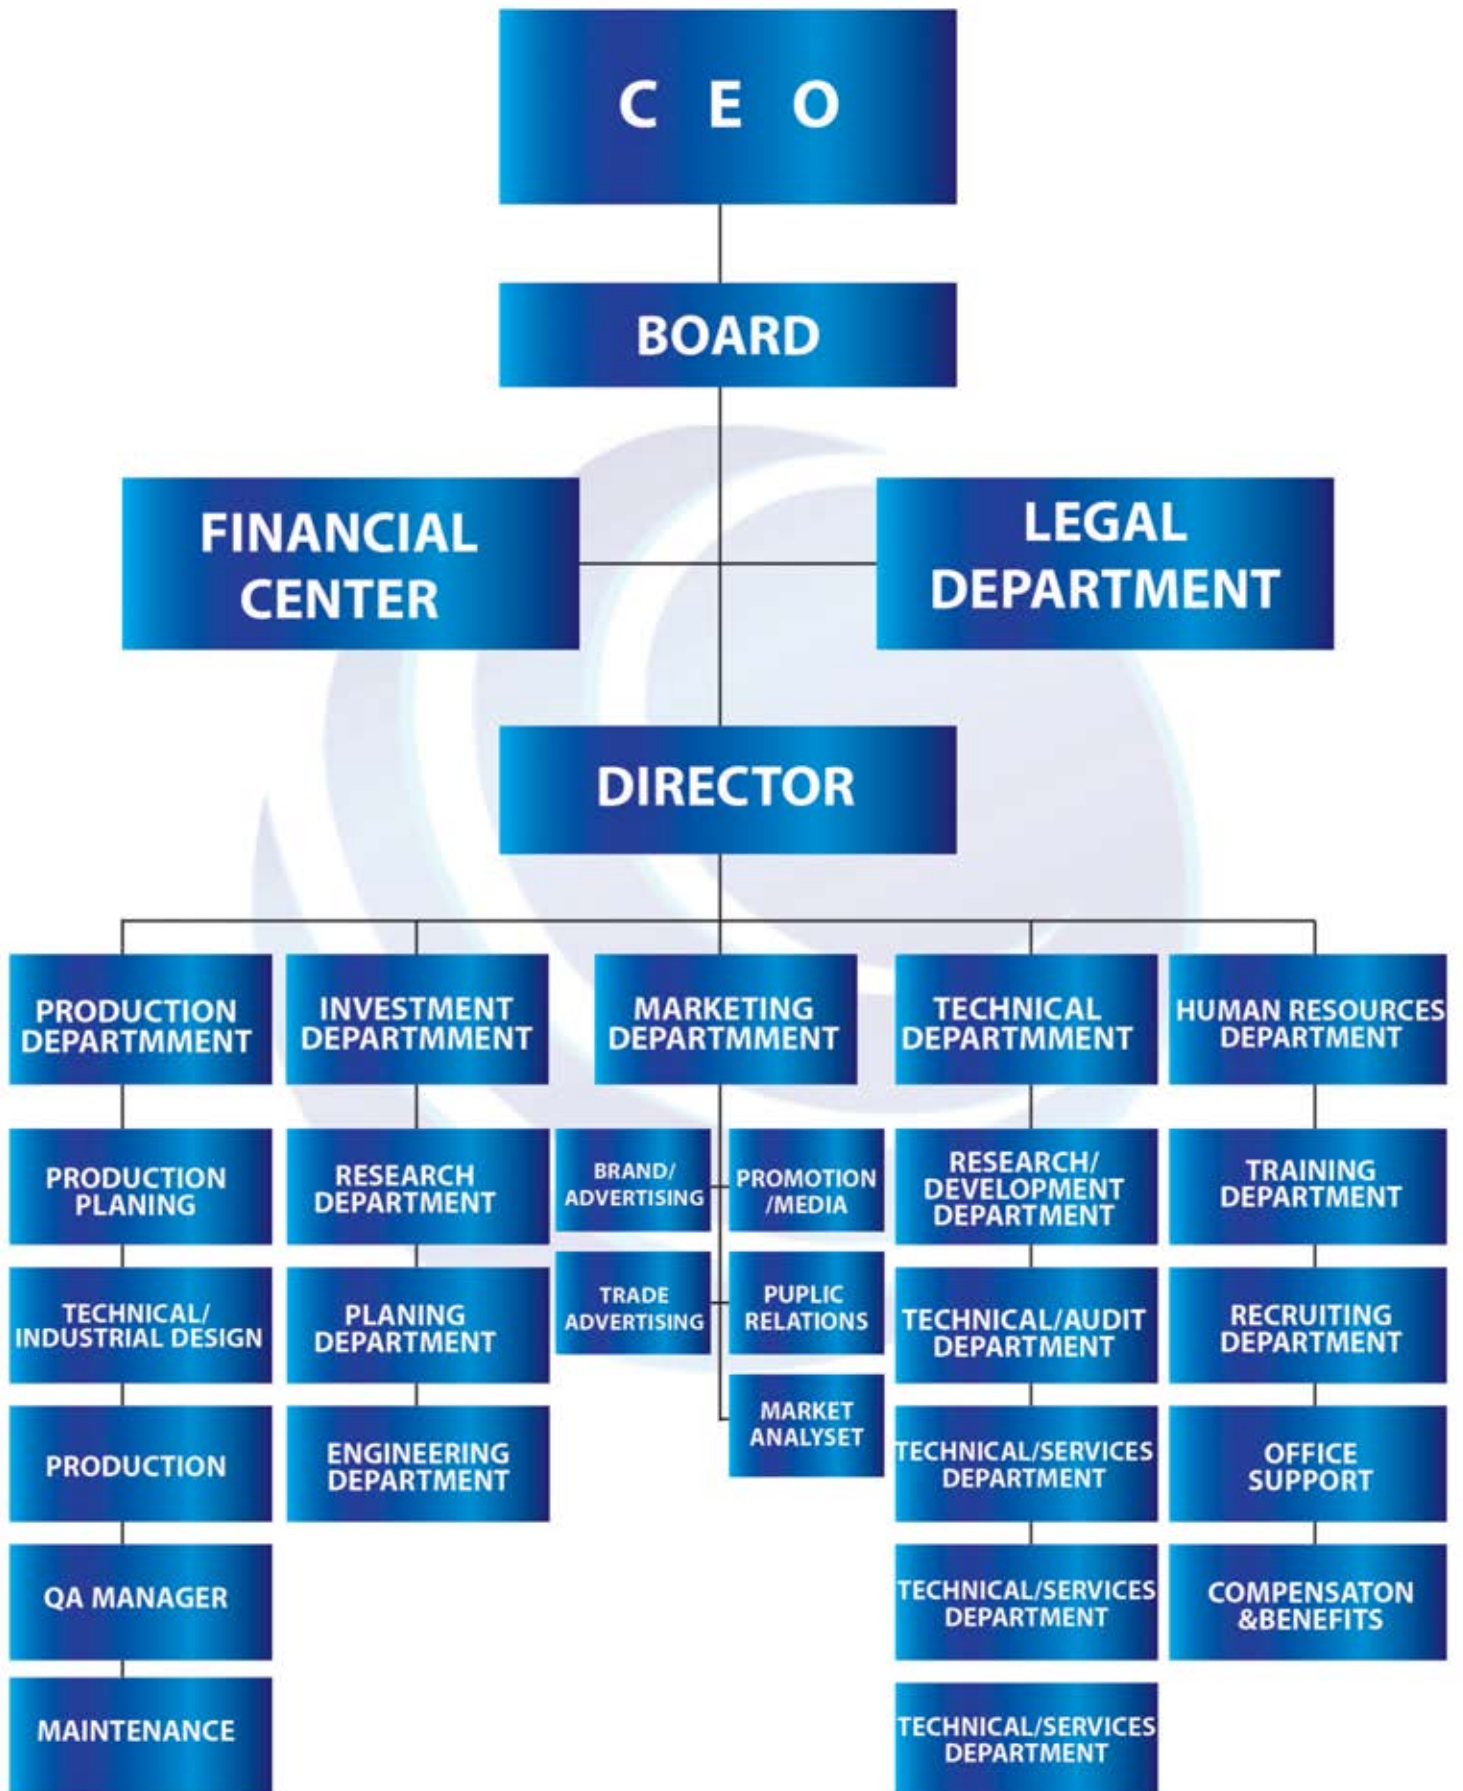 C E O
BOARD
FINANCIAL
CENTER
LEGAL
DEPARTMENT
DIRECTOR
PRODUCTION
DEPARTMMENT
INVESTMENT
DEPARTMMENT
MARKETING
DEPARTMMENT
TECHNICAL
DEPARTMMENT
HUMAN RESOURCES
DEPARTMENT
PRODUCTION
PLANING
TECHNICAL/
INDUSTRIAL DESIGN
PRODUCTION
QA MANAGER
MAINTENANCE
RESEARCH
DEPARTMENT
PLANING
DEPARTMENT
ENGINEERING
DEPARTMENT
BRAND/
ADVERTISING
PROMOTION
/MEDIA
TRADE
ADVERTISING
PUPLIC
RELATIONS
MARKET
ANALYSET
RESEARCH/
DEVELOPMENT
DEPARTMENT
TECHNICAL/AUDIT
DEPARTMENT
TECHNICAL/SERVICES
DEPARTMENT
TECHNICAL/SERVICES
DEPARTMENT
TECHNICAL/SERVICES
DEPARTMENT
TRAINING
DEPARTMENT
RECRUITING
DEPARTMENT
OFFICE
SUPPORT
COMPENSATON
&BENEFITS